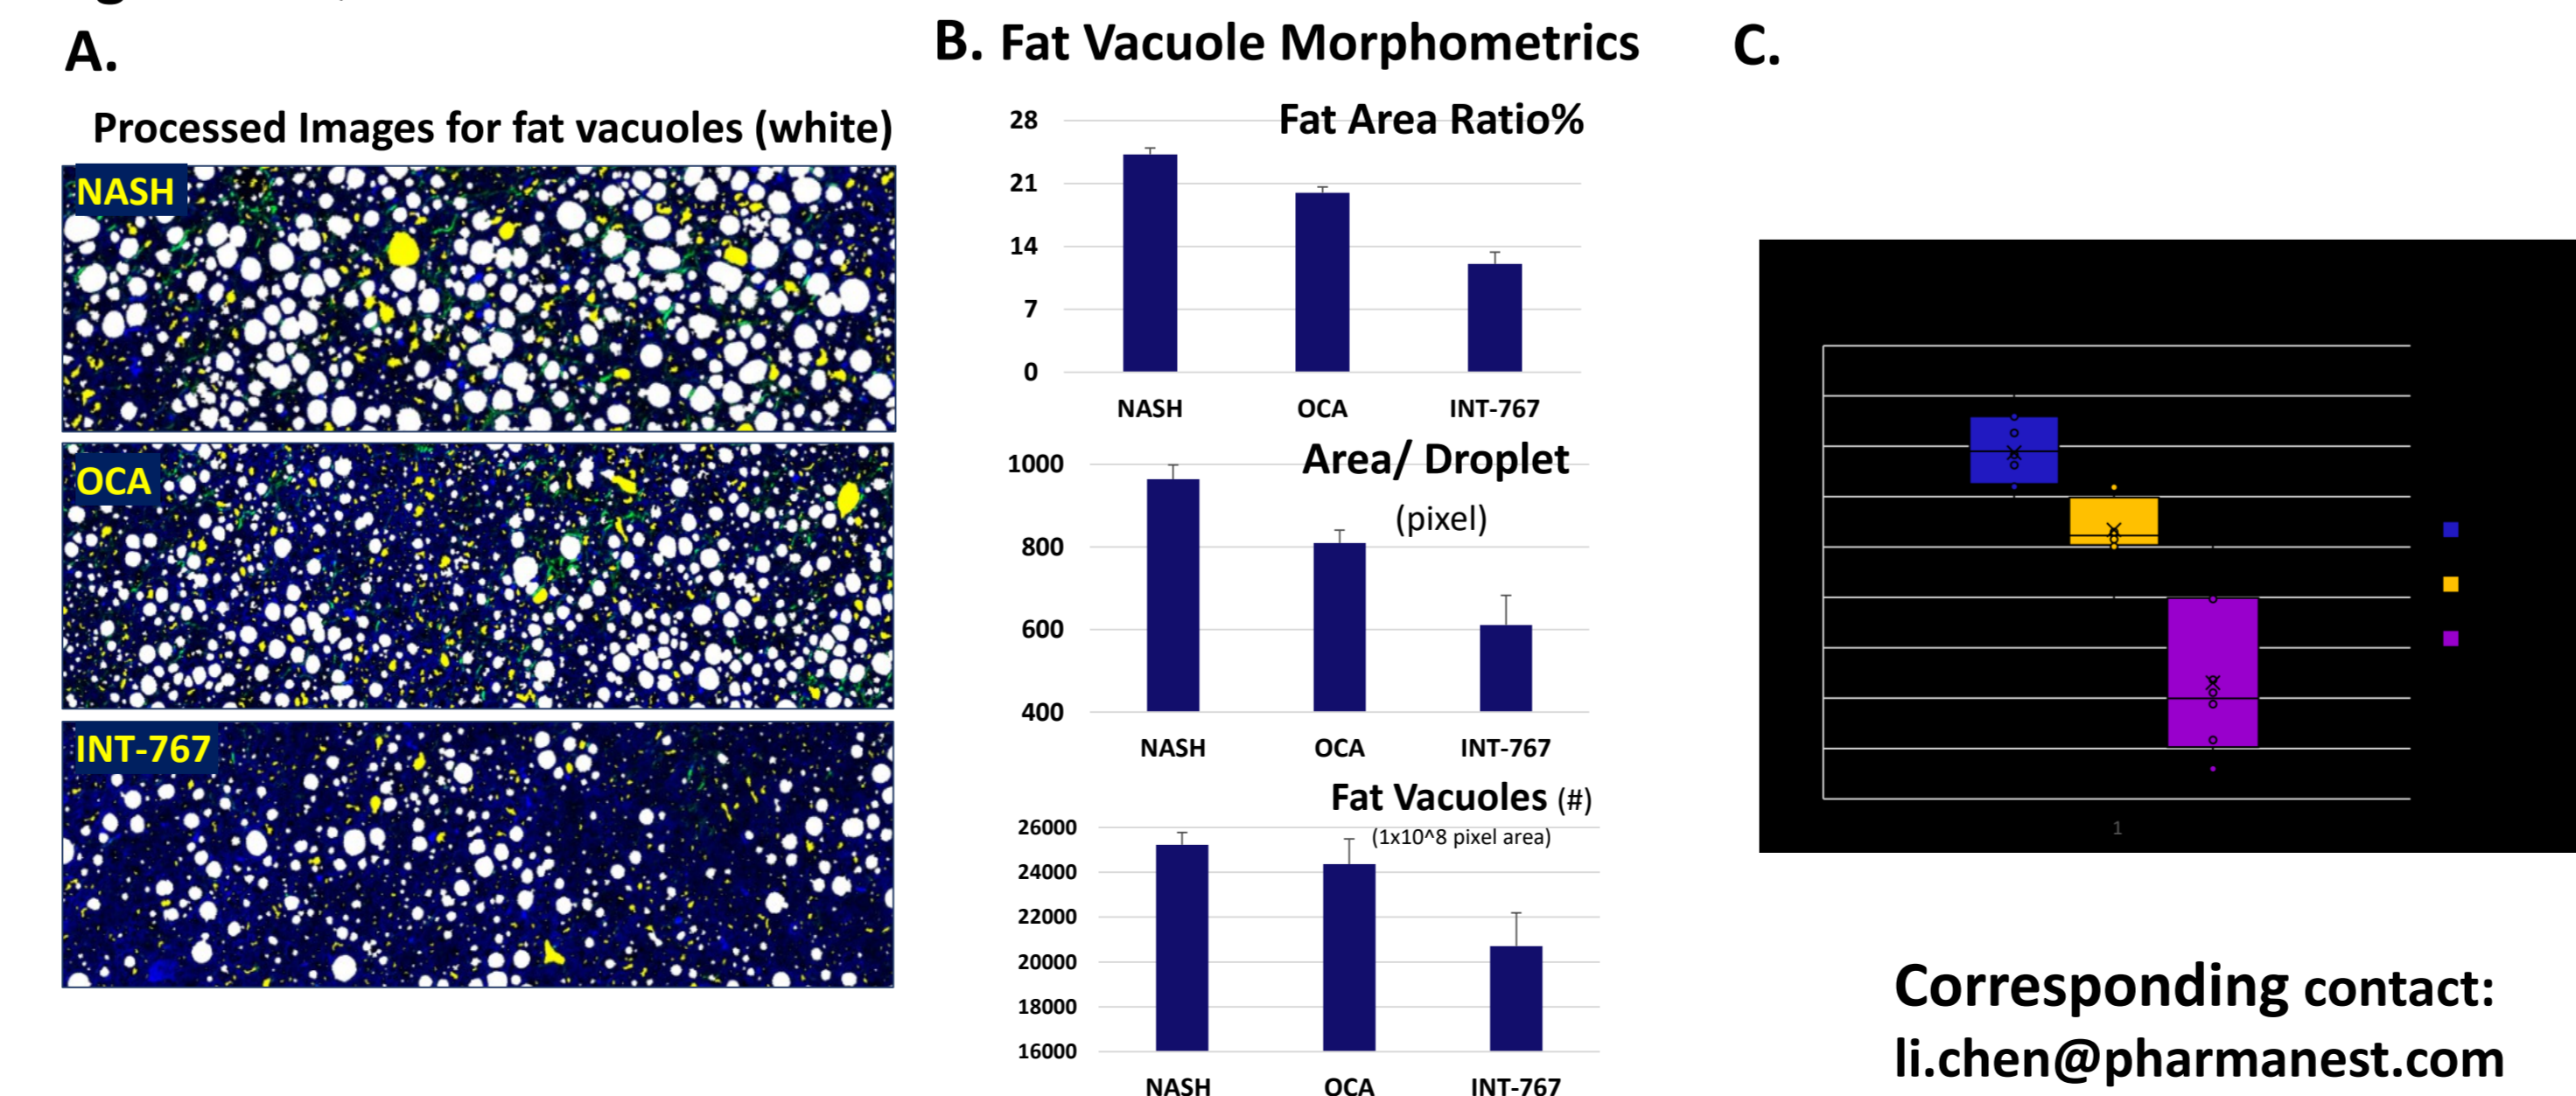 A.
Processed Images for fat vacuoles (white)
NASH
OCA
INT-767
B. Fat Vacuole Morphometrics
Fat Area Ratio%
28
21
14
7
0
NASH OCA INT-767
Area/ Droplet
(pixel)
1000
800
600
400
NASH OCA INT-767
Fat Vacuoles (#)
(1x10^8 pixel area)
26000
24000
22000
20000
18000
16000
NASH OCA INT-767
C.
1
Corresponding contact:
li.chen@pharmanest.com